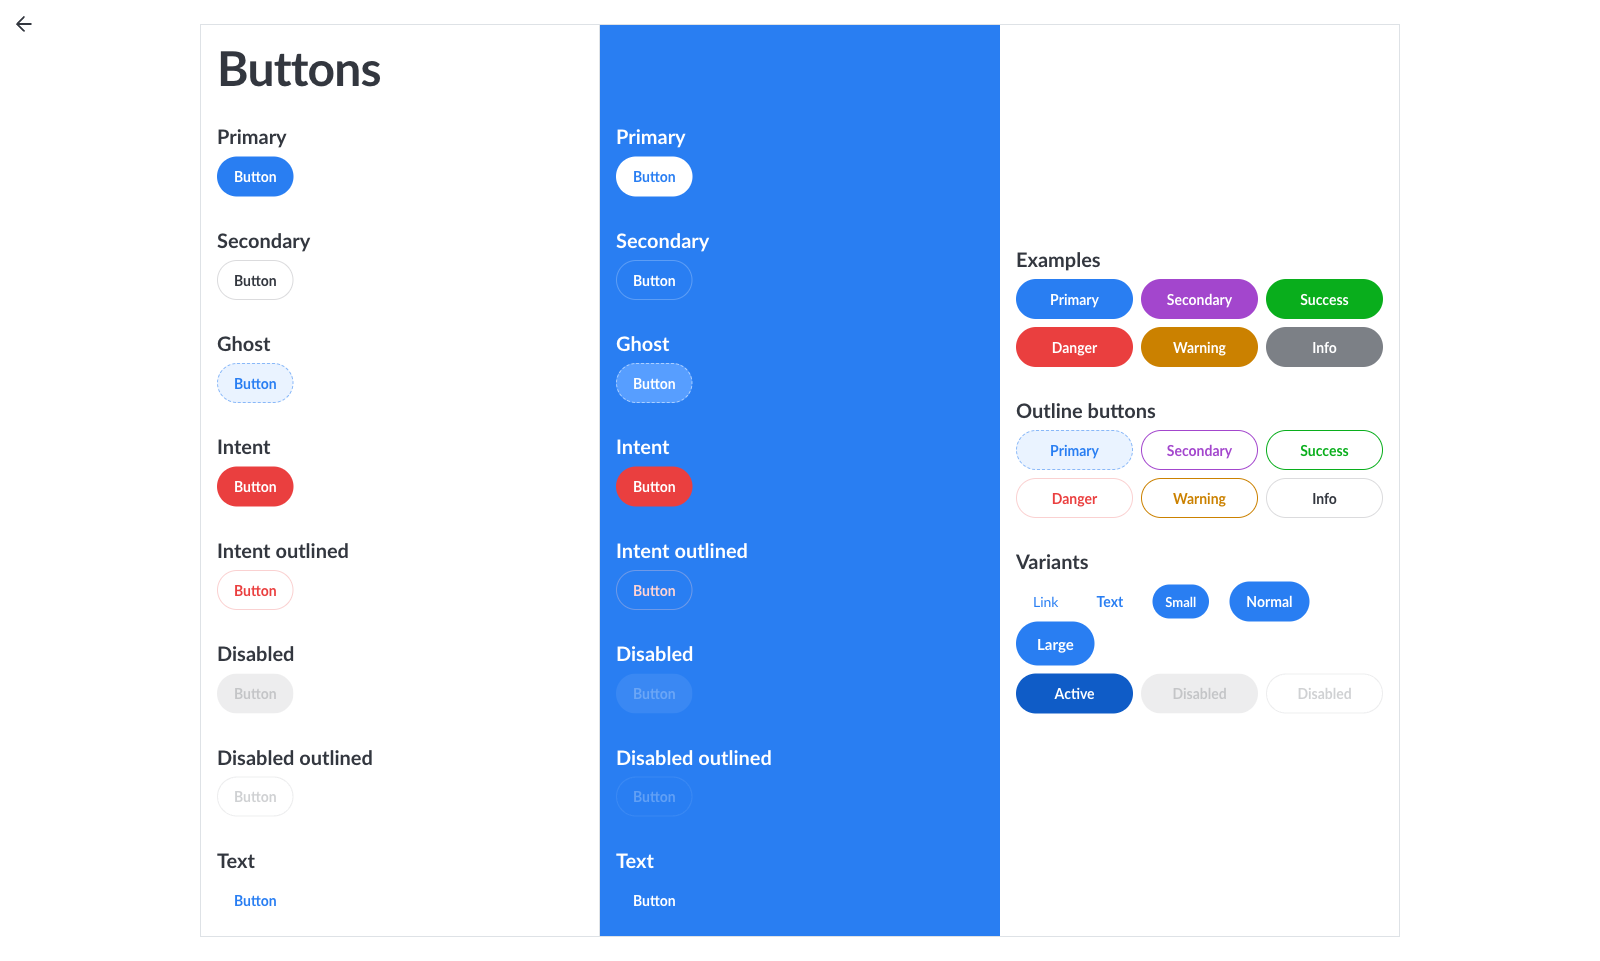 Buttons
Primary
Button
Secondary
Button
Ghost
Button
Intent
Button
Intent outlined
Button
Disabled
Button
Disabled outlined
Button
Text
Button
Primary
Button
Secondary
Button
Ghost
Button
Intent
Button
Intent outlined
Button
Disabled
Button
Disabled outlined
Button
Text
Button
Examples
Primary Secondary Success
Danger Warning Info
Outline buttons
Primary Secondary Success
Danger Warning Info
Variants
Link Text Small Normal
Large
Active Disabled Disabled